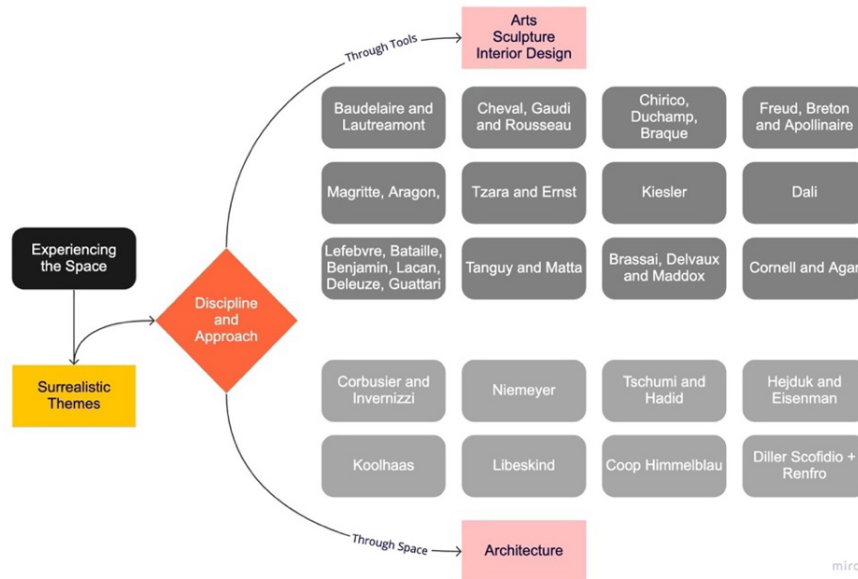 Arts
Sculpture
Interior Design
Through Tools
Baudelaire and
Lautreamont
Cheval, Gaudi
and Rousseau
Chirico,
Duchamp,
Braque
Freud, Breton
and Apollinaire
Magritte, Aragon,
Tzara and Ernst
Kiesler
Dali
Experiencing
the Space
Lefebvre, Bataille,
Benjamin, Lacan,
Deleuze, Guattari
Tanguy and Matta
Brassai, Delvaux
and Maddox
Cornell and Agar
Discipline
and
Approach
Surrealistic
Themes
Corbusier and
Invernizzi
Niemeyer
Tschumi and
Hadid
Hejduk and
Eisenman
Koolhaas
Libeskind
Coop Himmelblau
Diller Scofidio +
Renfro
Through Space
Architecture